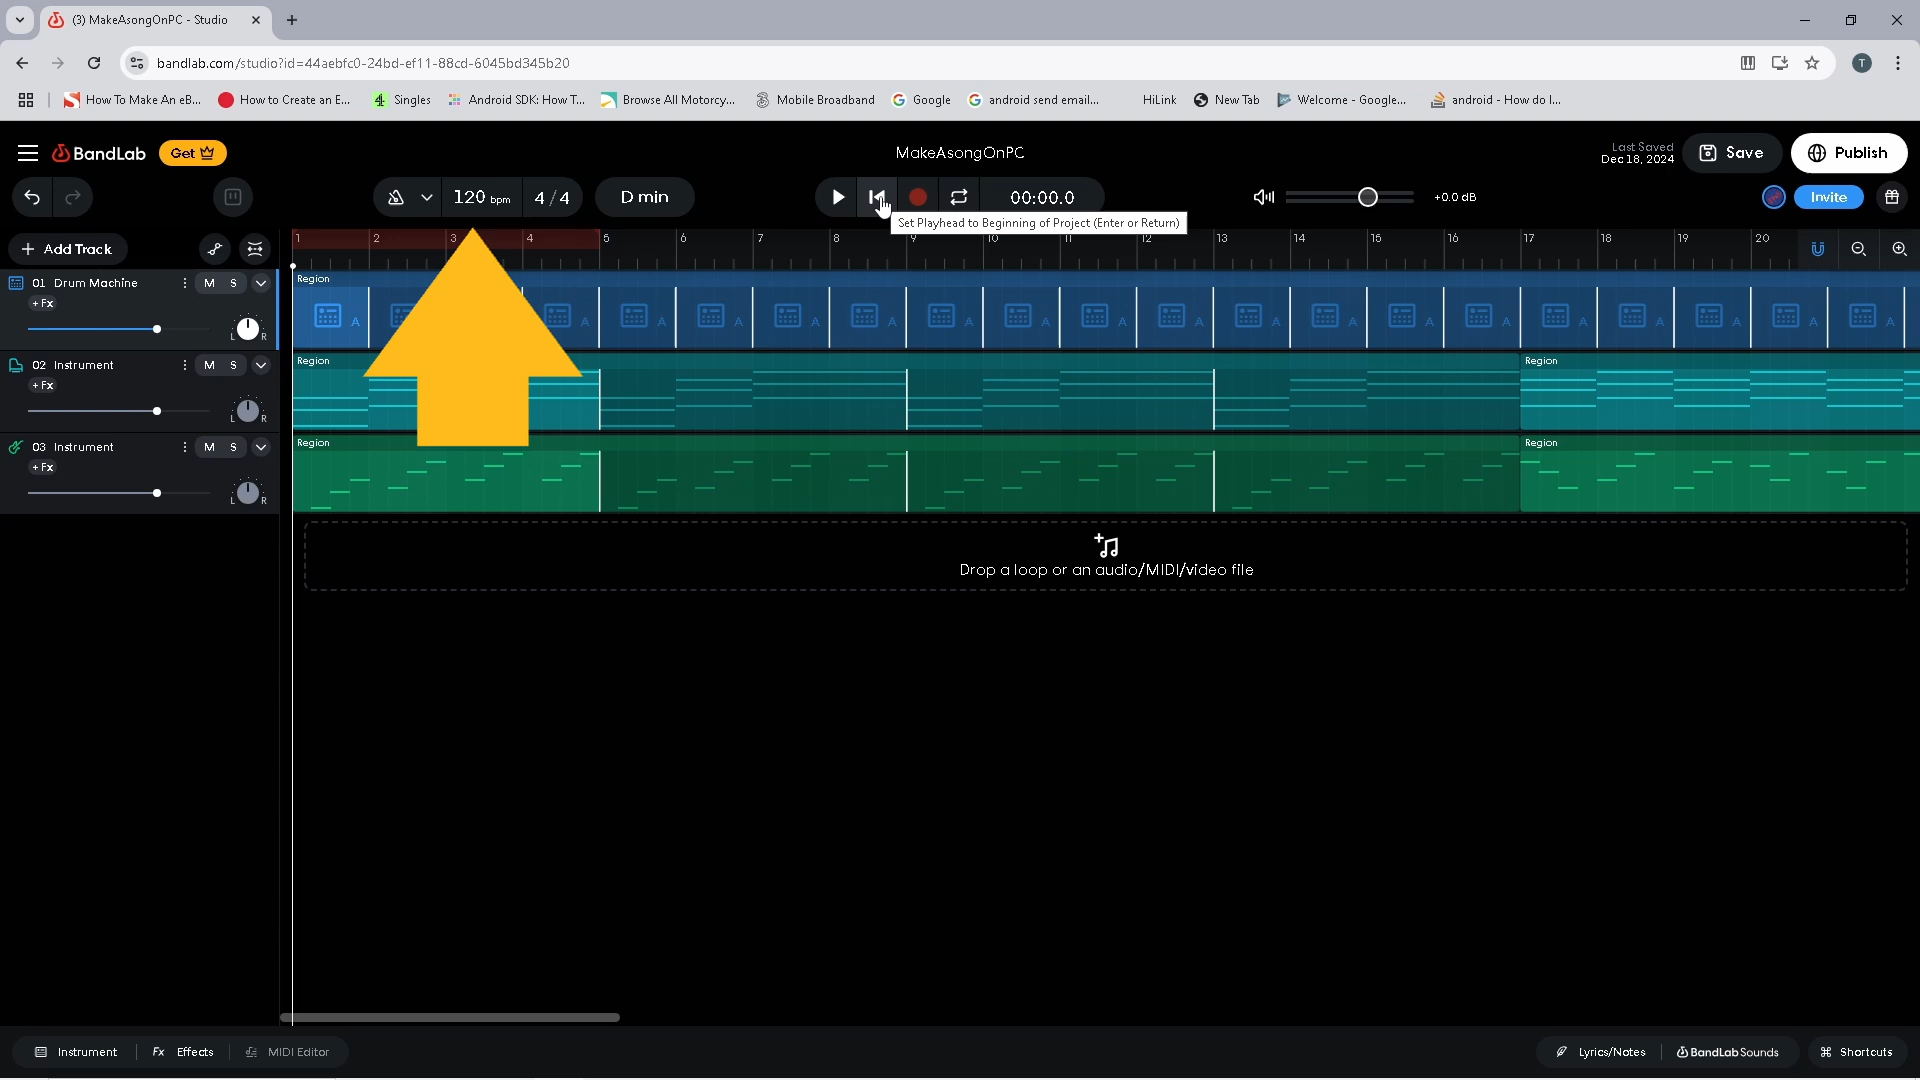 (3) MakeAsongOnPC - Studio
bandlab.com/studio?id=44aebfc0-24bd-ef11-88cd-6045bd345b20
T
How To Make An eB... How to Create an E... Singles Android SDK: How T... Browse All Motorcy... Mobile Broadband Google android send email... HiLink New Tab Welcome - Google... android - How do I...
BandLab Get MakeAsongOnPC Last Saved Dec 18, 2024 Save Publish
120 bpm 4/4 D min 00:00.0 +0.0 dB Invite
Set Playhead to Beginning of Project (Enter or Return)
Add Track 1 2 3 4 5 6 7 8 9 10 11 12 13 14 15 16 17 18 19 20
Region
01 Drum Machine M S
+Fx
A A A A A A A A A A A A A A A A A A
L R
Region Region
02 Instrument M S
+Fx
L R
Region Region
03 Instrument M S
+Fx
L R
Drop a loop or an audio/MIDI/video file
Instrument Fx Effects MIDI Editor Lyrics/Notes BandLab Sounds Shortcuts